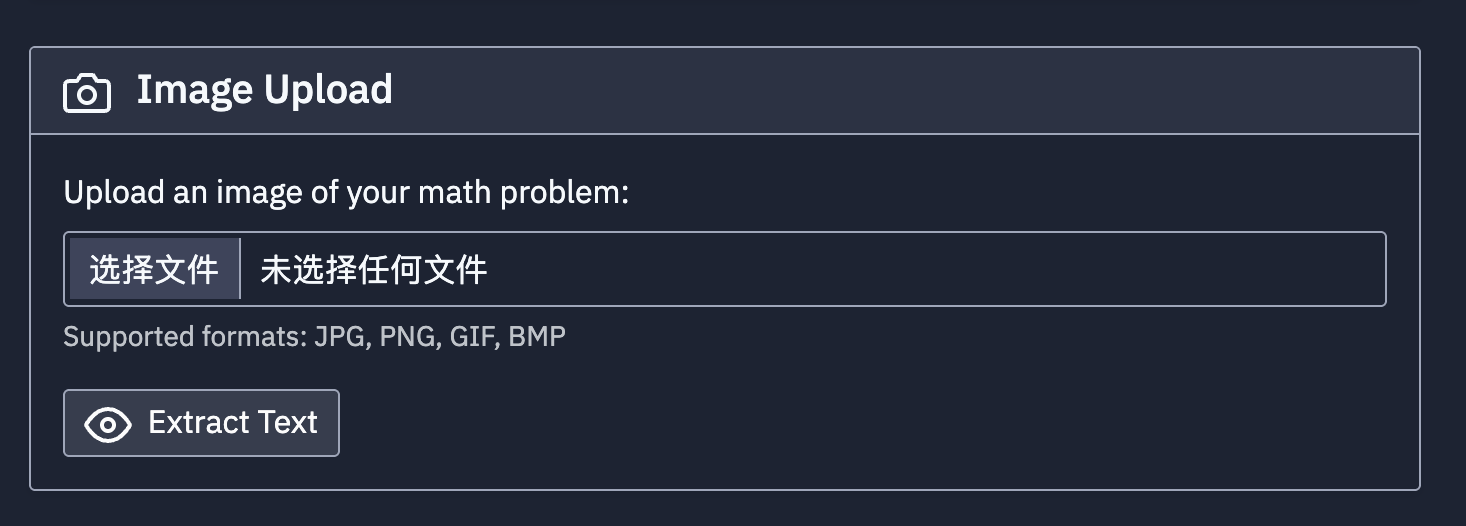 Image Upload
Upload an image of your math problem:
选择文件 未选择任何文件
Supported formats: JPG, PNG, GIF, BMP
Extract Text